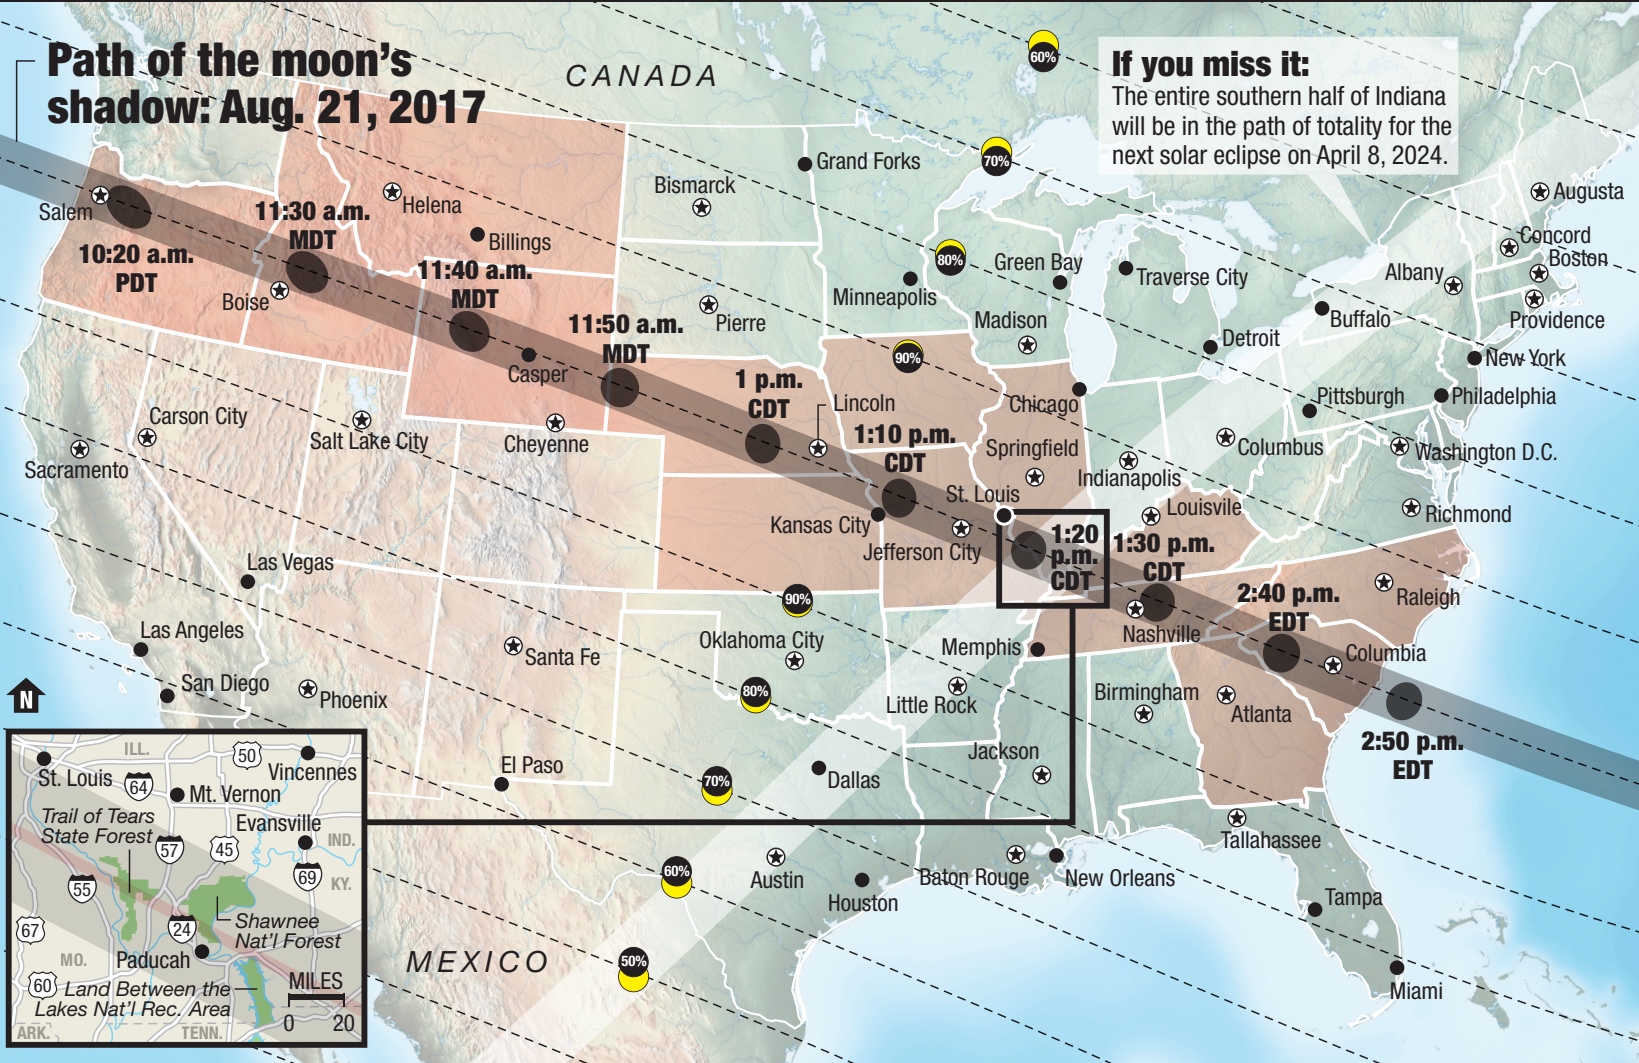 Path of the moon's
shadow: Aug. 21, 2017
CANADA
60%
If you miss it:
The entire southern half of Indiana
will be in the path of totality for the
next solar eclipse on April 8, 2024.
70%
80%
90%
Grand Forks
Bismarck
Helena
Billings
Salem
10:20 a.m.
PDT
11:30 a.m.
MDT
Boise
11:40 a.m.
MDT
Casper
11:50 a.m.
MDT
Pierre
Minneapolis
Green Bay
Madison
Traverse City
Detroit
Buffalo
Albany
Augusta
Concord
Boston
Providence
New York
Philadelphia
Pittsburgh
Washington D.C.
Richmond
Columbus
Chicago
Springfield
Indianapolis
Louisvile
1 p.m.
CDT
Lincoln
1:10 p.m.
CDT
St. Louis
Kansas City
Jefferson City
1:20
p.m.
CDT
1:30 p.m.
CDT
Nashville
2:40 p.m.
EDT
Raleigh
Columbia
2:50 p.m.
EDT
Carson City
Sacramento
Salt Lake City
Cheyenne
Las Vegas
Las Angeles
San Diego
Phoenix
Santa Fe
El Paso
90%
Oklahoma City
80%
70%
60%
50%
Memphis
Little Rock
Birmingham
Atlanta
Jackson
Dallas
Austin
Houston
Baton Rouge
New Orleans
Tallahassee
Tampa
Miami
MEXICO
N
ILL.
50
St. Louis
64
Vincennes
Mt. Vernon
Trail of Tears
State Forest
Evansville
57
45
IND.
55
69
KY.
67
24
Shawnee
Nat'l Forest
MO.
Paducah
60
Land Between the
Lakes Nat'l Rec. Area
MILES
0 20
ARK.
TENN.